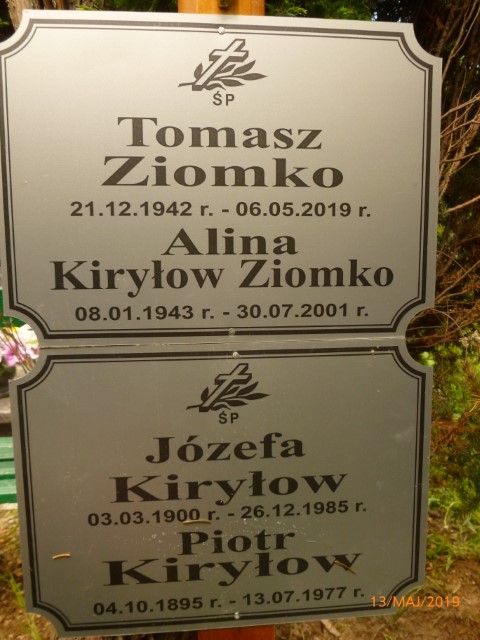 ŚP
Tomasz
Ziomko
21.12.1942 r. - 06.05.2019 r.
Alina
Kiryłow Ziomko
08.01.1943 r. - 30.07.2001 r.
ŚP
Józefa
Kiryłow
03.03.1900 r. - 26.12.1985 r.
Piotr
Kiryłow
04.10.1895 r. - 13.07.1977 r.
13/MAJ/2019